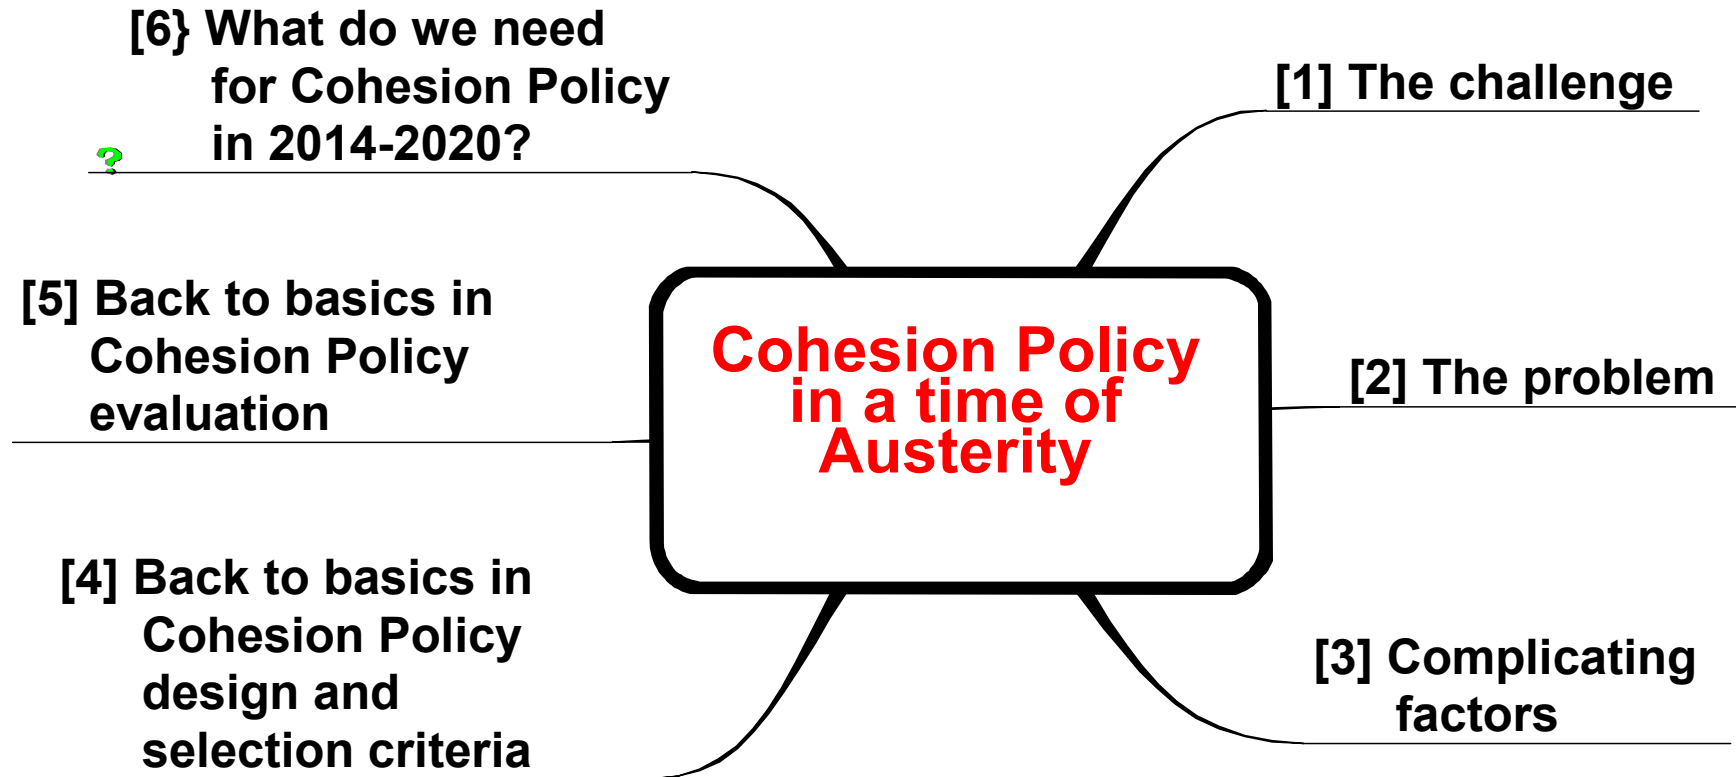 Cohesion Policy
in a time of
Austerity
[1] The challenge
[2] The problem
[3] Complicating
factors
[4] Back to basics in
Cohesion Policy
design and
selection criteria
[5] Back to basics in
Cohesion Policy
evaluation
[6} What do we need
for Cohesion Policy
in 2014-2020?
?